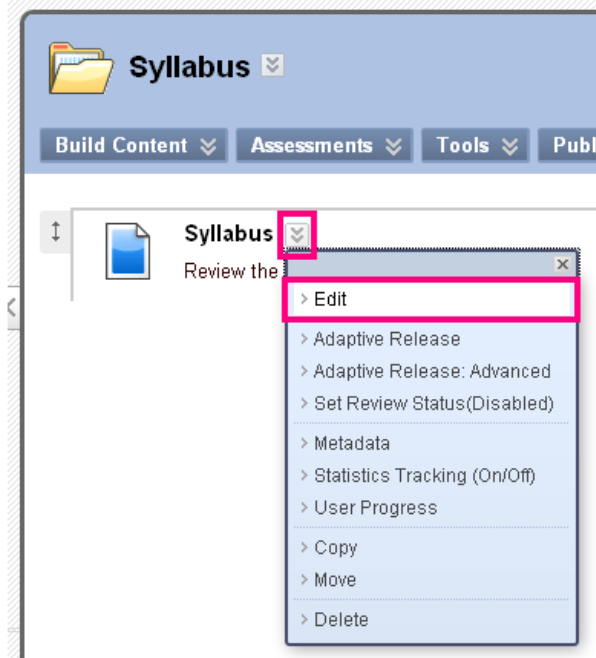 Syllabus
Build Content Assessments Tools Publ
Syllabus
Review the
Edit
Adaptive Release
Adaptive Release: Advanced
Set Review Status(Disabled)
Metadata
Statistics Tracking (On/Off)
User Progress
Copy
Move
Delete